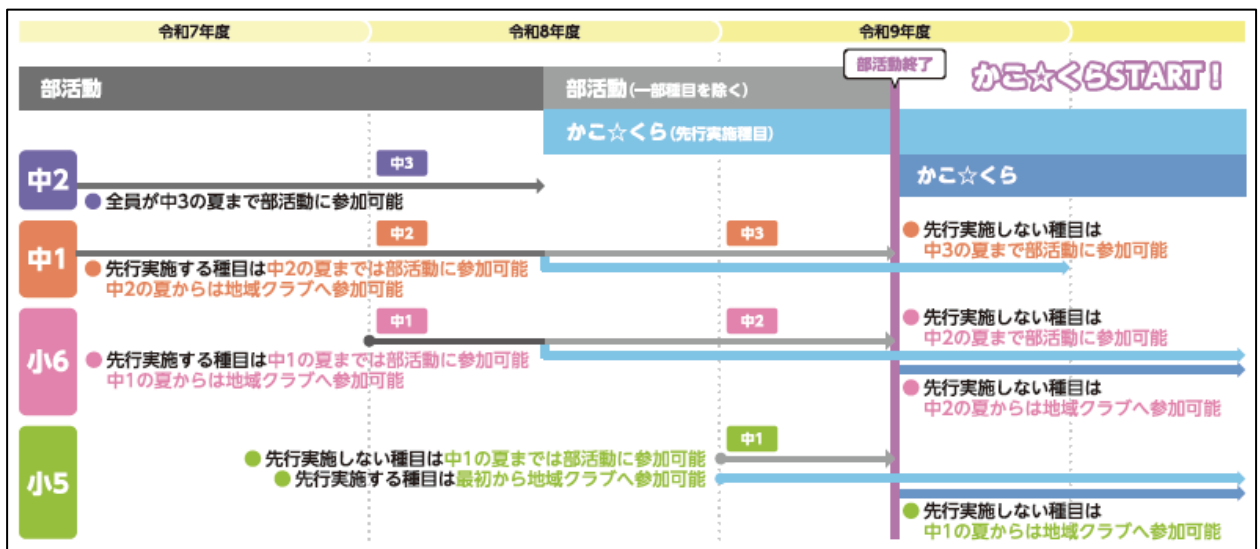 令和7年度
令和8年度
令和9年度
部活動終了
かこ☆くらSTART!
部活動
部活動(一部種目を除く)
かこ☆くら(先行実施種目)
かこ☆くら
中2
中3
●全員が中3の夏まで部活動に参加可能
中1
中2
中3
●先行実施する種目は中2の夏までは部活動に参加可能
中2の夏からは地域クラブへ参加可能
●先行実施しない種目は
中3の夏まで部活動に参加可能
小6
中1
中2
●先行実施する種目は中1の夏までは部活動に参加可能
中1の夏からは地域クラブへ参加可能
●先行実施しない種目は
中2の夏まで部活動に参加可能
●先行実施しない種目は
中2の夏からは地域クラブへ参加可能
小5
中1
●先行実施しない種目は中1の夏までは部活動に参加可能
●先行実施する種目は最初から地域クラブへ参加可能
●先行実施しない種目は
中1の夏からは地域クラブへ参加可能